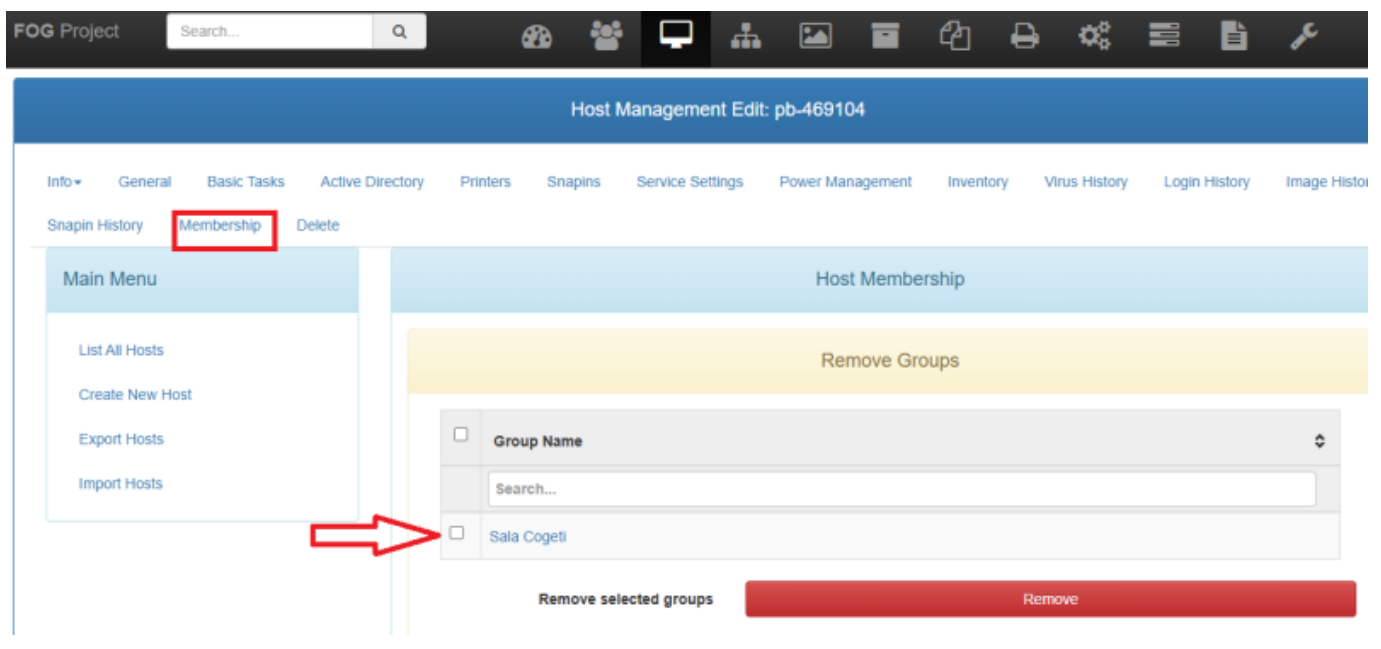 FOG Project Search...
Host Management Edit: pb-469104
Info General Basic Tasks Active Directory Printers Snapins Service Settings Power Management Inventory Virus History Login History Image Histor
Snapin History Membership Delete
Main Menu
List All Hosts
Create New Host
Export Hosts
Import Hosts
Host Membership
Remove Groups
Group Name
Search...
Sala Cogeti
Remove selected groups Remove